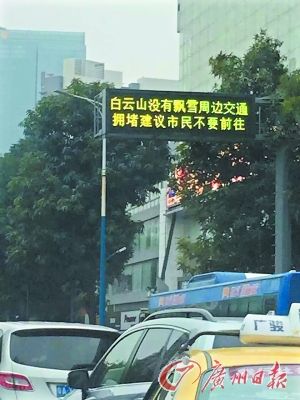 白云山没有飘雪周边交通
拥堵建议市民不要前往
广骏
广州日报